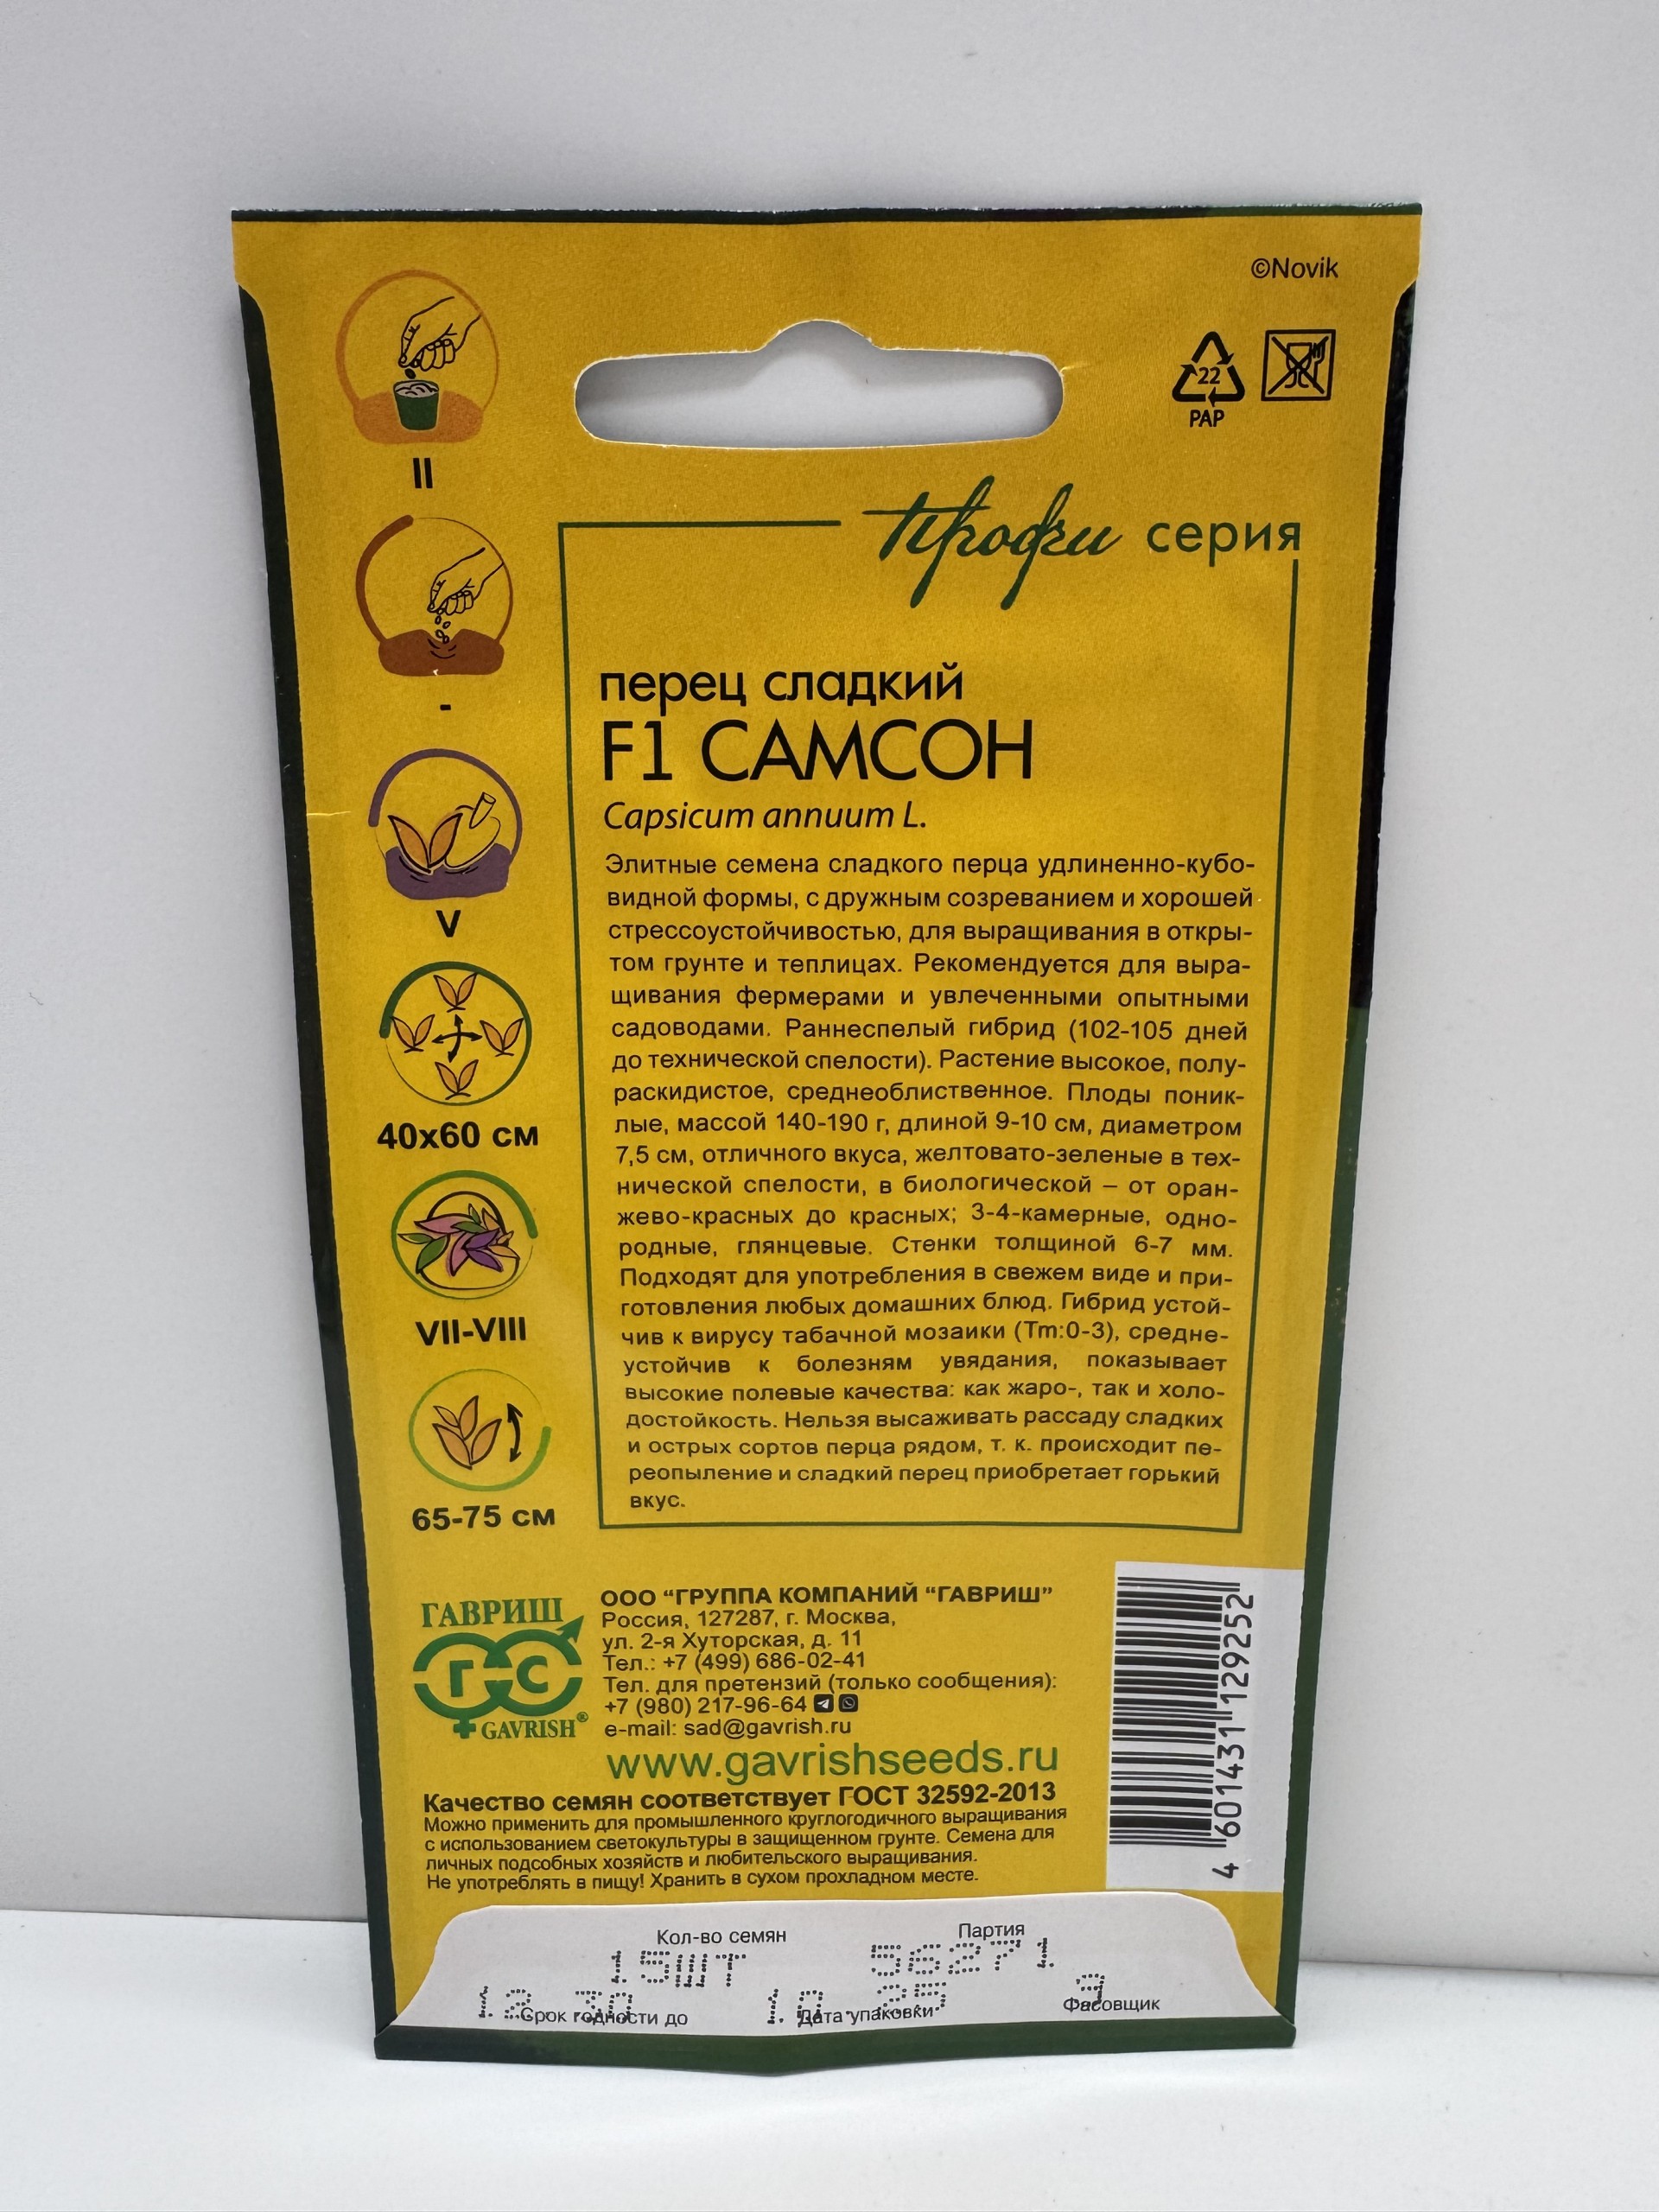 ©Novik
22
PAP
II
-
V
40х60 см
VII-VIII
65-75 см
Профи серия
перец сладкий
F1 САМСОН
Capsicum annuum L.
Элитные семена сладкого перца удлиненно-кубо-
видной формы, с дружным созреванием и хорошей
стрессоустойчивостью, для выращивания в откры-
том грунте и теплицах. Рекомендуется для выра-
щивания фермерами и увлеченными опытными
садоводами. Раннеспелый гибрид (102-105 дней
до технической спелости). Растение высокое, полу-
раскидистое, среднеоблиственное. Плоды поник-
лые, массой 140-190 г, длиной 9-10 см, диаметром
7,5 см, отличного вкуса, желтовато-зеленые в тех-
нической спелости, в биологической – от оран-
жево-красных до красных; 3-4-камерные, одно-
родные, глянцевые. Стенки толщиной 6-7 мм.
Подходят для употребления в свежем виде и при-
готовления любых домашних блюд. Гибрид устой-
чив к вирусу табачной мозаики (Tm:0-3), средне-
устойчив к болезням увядания, показывает
высокие полевые качества: как жаро-, так и холо-
достойкость. Нельзя высаживать рассаду сладких
и острых сортов перца рядом, т. к. происходит пе-
реопыление и сладкий перец приобретает горький
вкус.
ГАВРИШ
ГС
GAVRISH®
ООО “ГРУППА КОМПАНИЙ “ГАВРИШ”
Россия, 127287, г. Москва,
ул. 2-я Хуторская, д. 11
Тел.: +7 (499) 686-02-41
Тел. для претензий (только сообщения):
+7 (980) 217-96-64
e-mail: sad@gavrish.ru
www.gavrishseeds.ru
Качество семян соответствует ГОСТ 32592-2013
Можно применить для промышленного круглогодичного выращивания
с использованием светокультуры в защищенном грунте. Семена для
личных подсобных хозяйств и любительского выращивания.
Не употреблять в пищу! Хранить в сухом прохладном месте.
4 601431 129252
Кол-во семян
Партия
15ШТ
56271
12. 30
10. 25
3
Срок годности до
Дата упаковки
Фасовщик